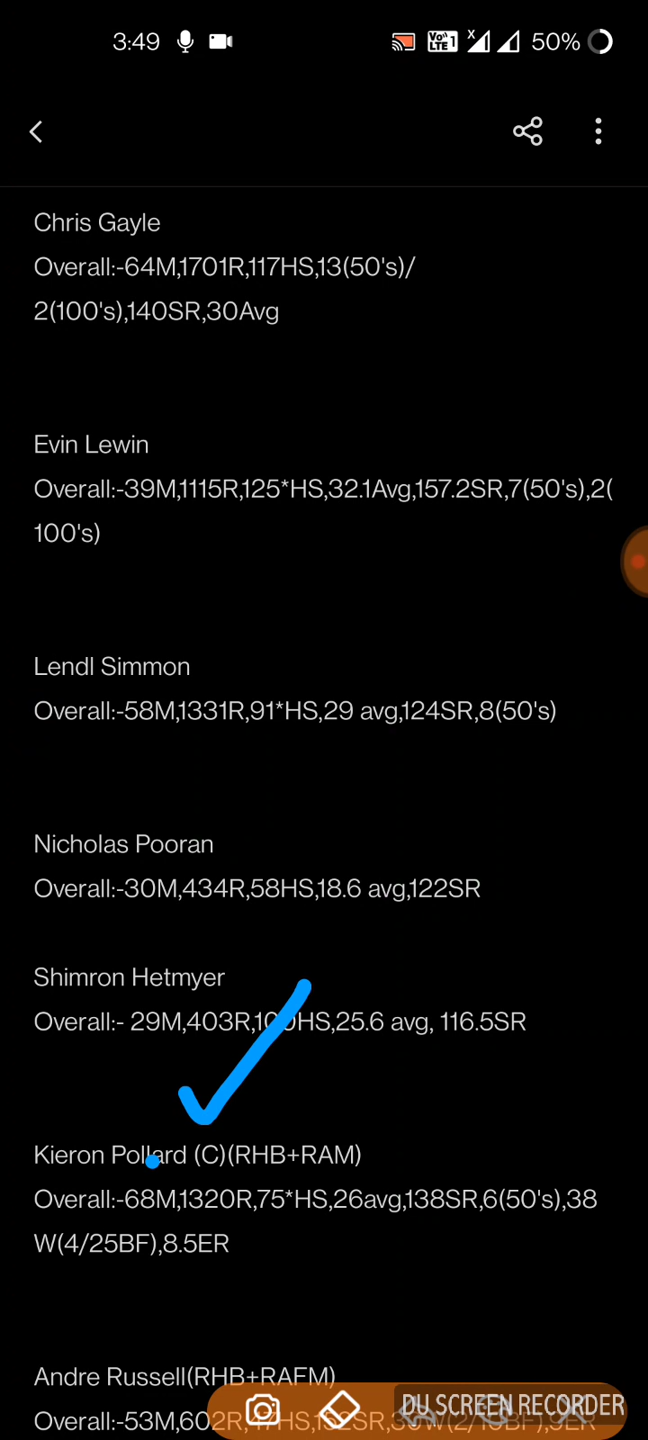 3:49
VoLTE 1
X
50%
Chris Gayle
Overall:-64M,1701R,117HS,13(50's)/
2(100's),140SR,30Avg
Evin Lewin
Overall:-39M,1115R,125*HS,32.1Avg,157.2SR,7(50's),2(
100's)
Lendl Simmon
Overall:-58M,1331R,91*HS,29 avg,124SR,8(50's)
Nicholas Pooran
Overall:-30M,434R,58HS,18.6 avg,122SR
Shimron Hetmyer
Overall:- 29M,403R,100HS,25.6 avg, 116.5SR
Kieron Pollard (C)(RHB+RAM)
Overall:-68M,1320R,75*HS,26avg,138SR,6(50's),38
W(4/25BF),8.5ER
Andre Russell(RHB+RAFM)
DU SCREEN RECORDER
Overall:-53M,602R,